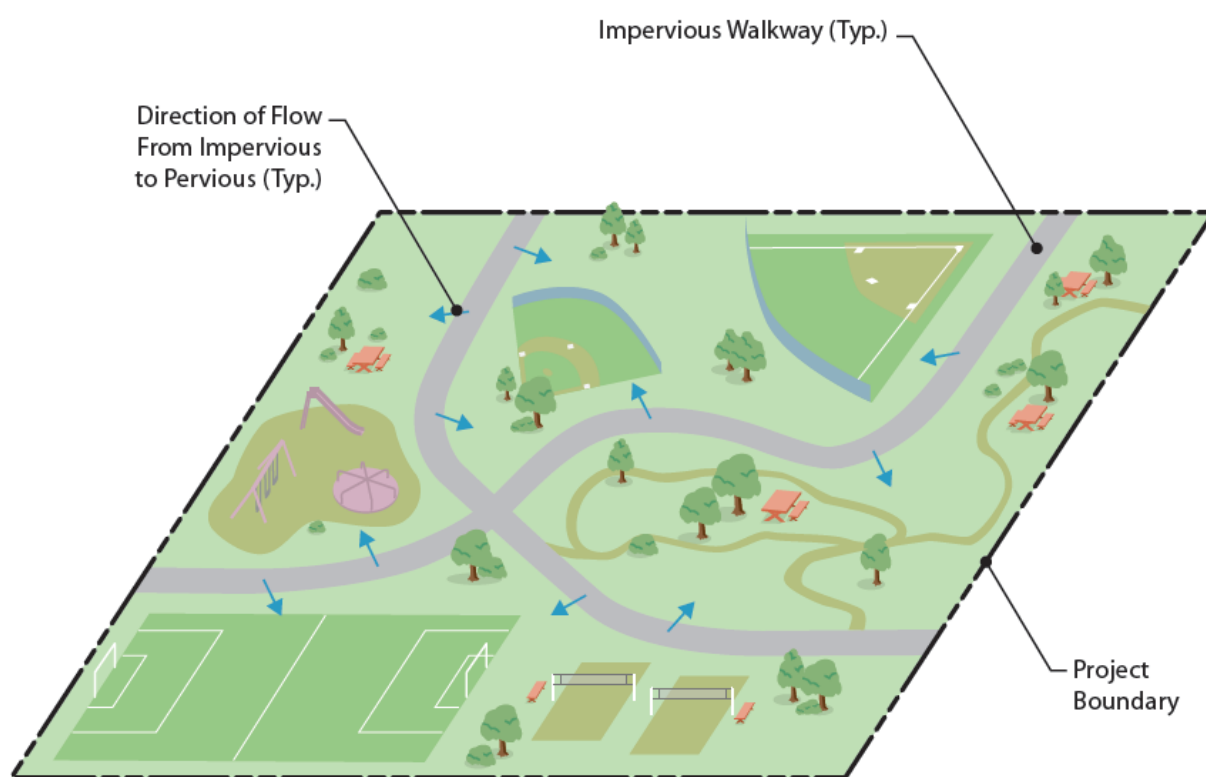 Impervious Walkway (Typ.)
Direction of Flow
From Impervious
to Pervious (Typ.)
Project
Boundary